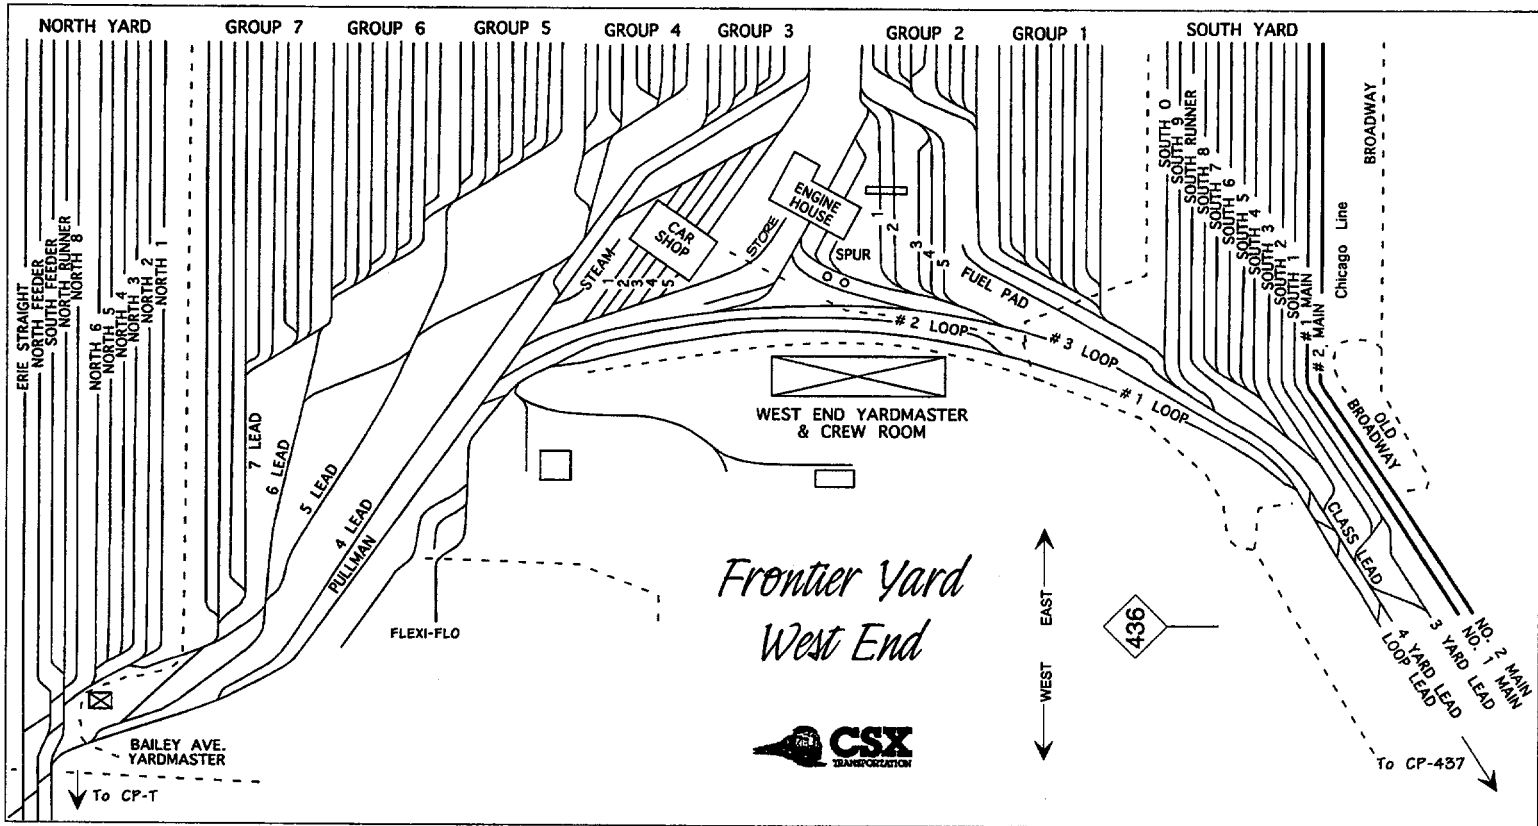 NORTH YARD
GROUP 7
GROUP 6
GROUP 5
GROUP 4
GROUP 3
GROUP 2
GROUP 1
SOUTH YARD
ERIE STRAIGHT
NORTH FEEDER
SOUTH FEEDER
NORTH RUNNER
NORTH 8
NORTH 6
NORTH 5
NORTH 4
NORTH 3
NORTH 2
NORTH 1
7 LEAD
6 LEAD
5 LEAD
4 LEAD
PULLMAN
FLEXI-FLO
STEAM
1
2
3
4
5
CAR
SHOP
STORE
ENGINE
HOUSE
SPUR
1
2
3
4
5
FUEL PAD
# 2 LOOP
# 3 LOOP
# 1 LOOP
WEST END YARDMASTER
& CREW ROOM
SOUTH 0
SOUTH 9
SOUTH RUNNER
SOUTH 8
SOUTH 7
SOUTH 6
SOUTH 5
SOUTH 4
SOUTH 3
SOUTH 2
SOUTH 1
# 1 MAIN
# 2 MAIN
Chicago Line
BROADWAY
OLD
BROADWAY
CLASS LEAD
NO. 2 MAIN
NO. 1 MAIN
3 YARD LEAD
4 YARD LEAD
LOOP LEAD
To CP-437
436
EAST
WEST
Frontier Yard
West End
CSX
TRANSPORTATION
BAILEY AVE.
YARDMASTER
To CP-T